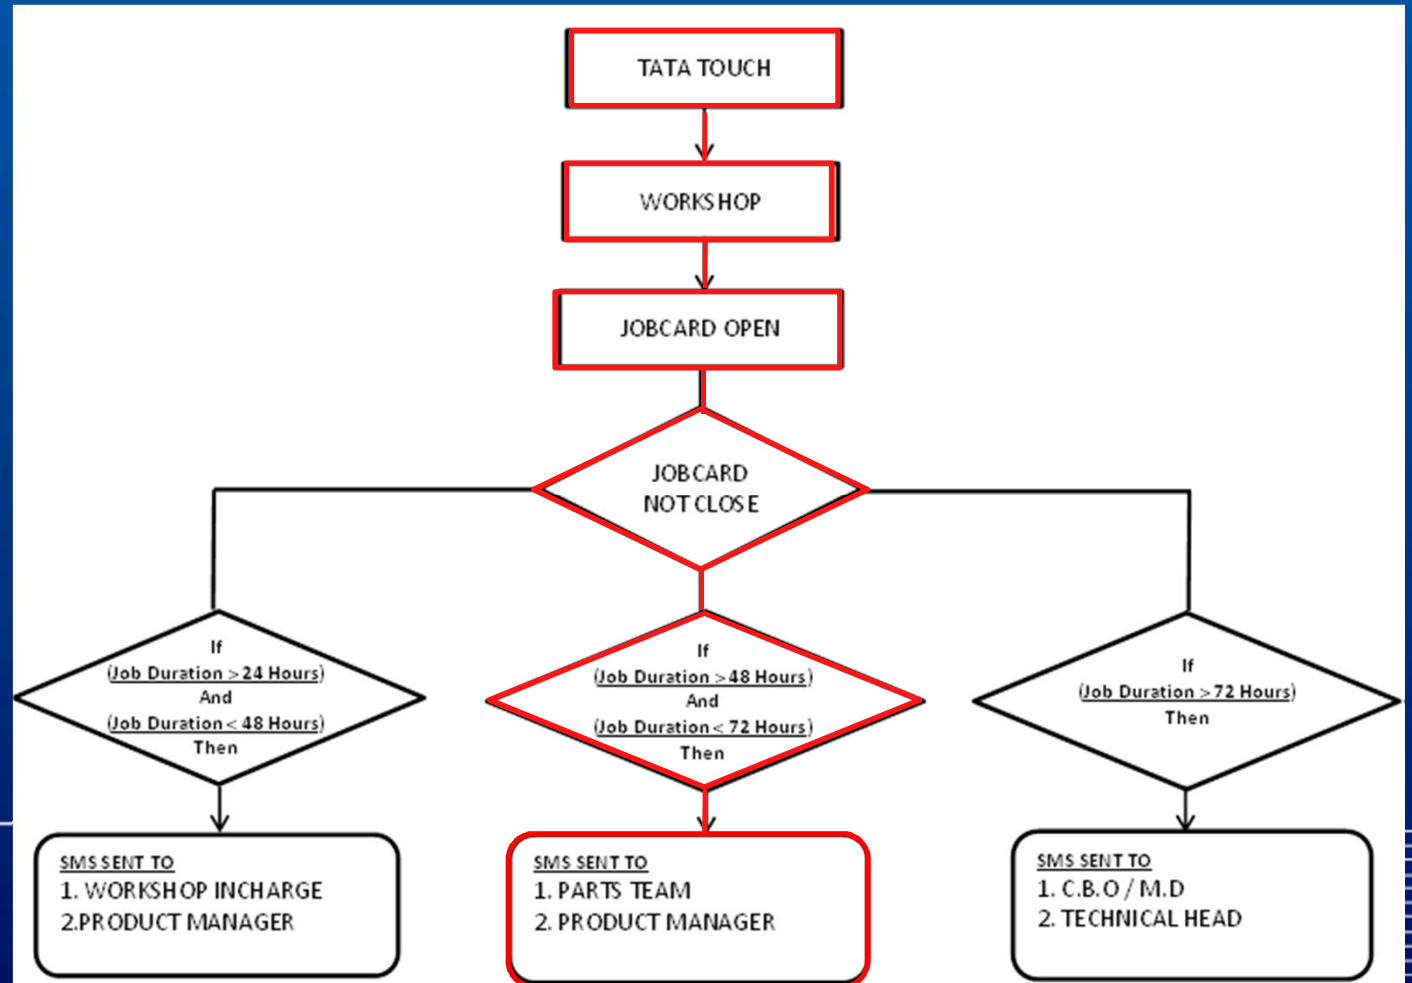 TATA TOUCH
WORKSHOP
JOBCARD OPEN
JOBCARD
NOT CLOSE
If
(Job Duration >24 Hours)
And
(Job Duration< 48 Hours)
Then
If
(Job Duration >48 Hours)
And
(Job Duration< 72 Hours)
Then
If
(Job Duration >72 Hours)
Then
SMS SENT TO
1. WORKSHOP INCHARGE
2.PRODUCT MANAGER
SMS SENT TO
1. PARTS TEAM
2. PRODUCT MANAGER
SMS SENT TO
1. C.B.O / M.D
2. TECHNICAL HEAD